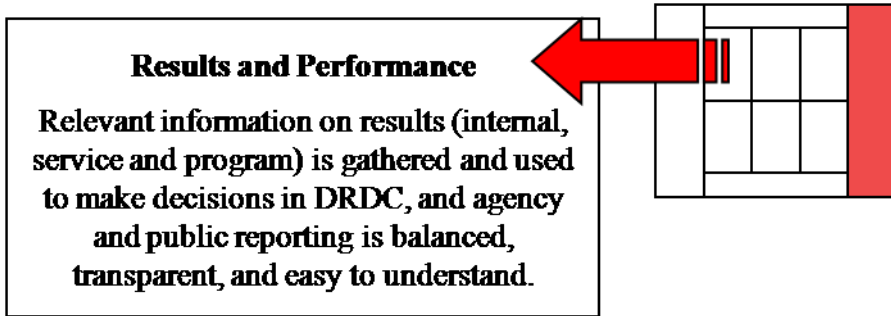 Results and Performance
Relevant information on results (internal,
service and program) is gathered and used
to make decisions in DRDC, and agency
and public reporting is balanced,
transparent, and easy to understand.